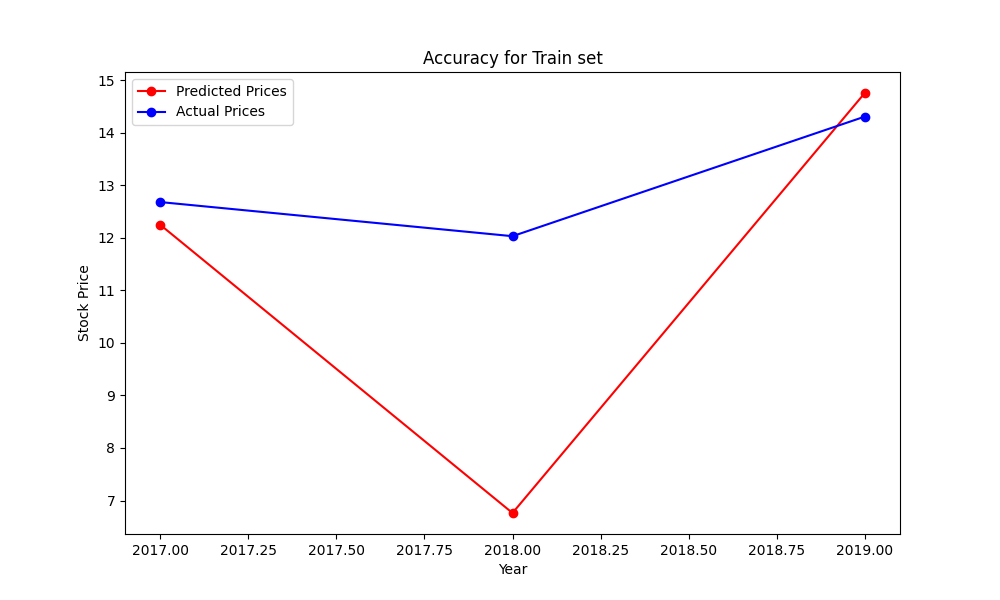 Accuracy for Train set
Predicted Prices
Actual Prices
15
14
13
12
11
10
9
8
7
Stock Price
2017.00 2017.25 2017.50 2017.75 2018.00 2018.25 2018.50 2018.75 2019.00
Year